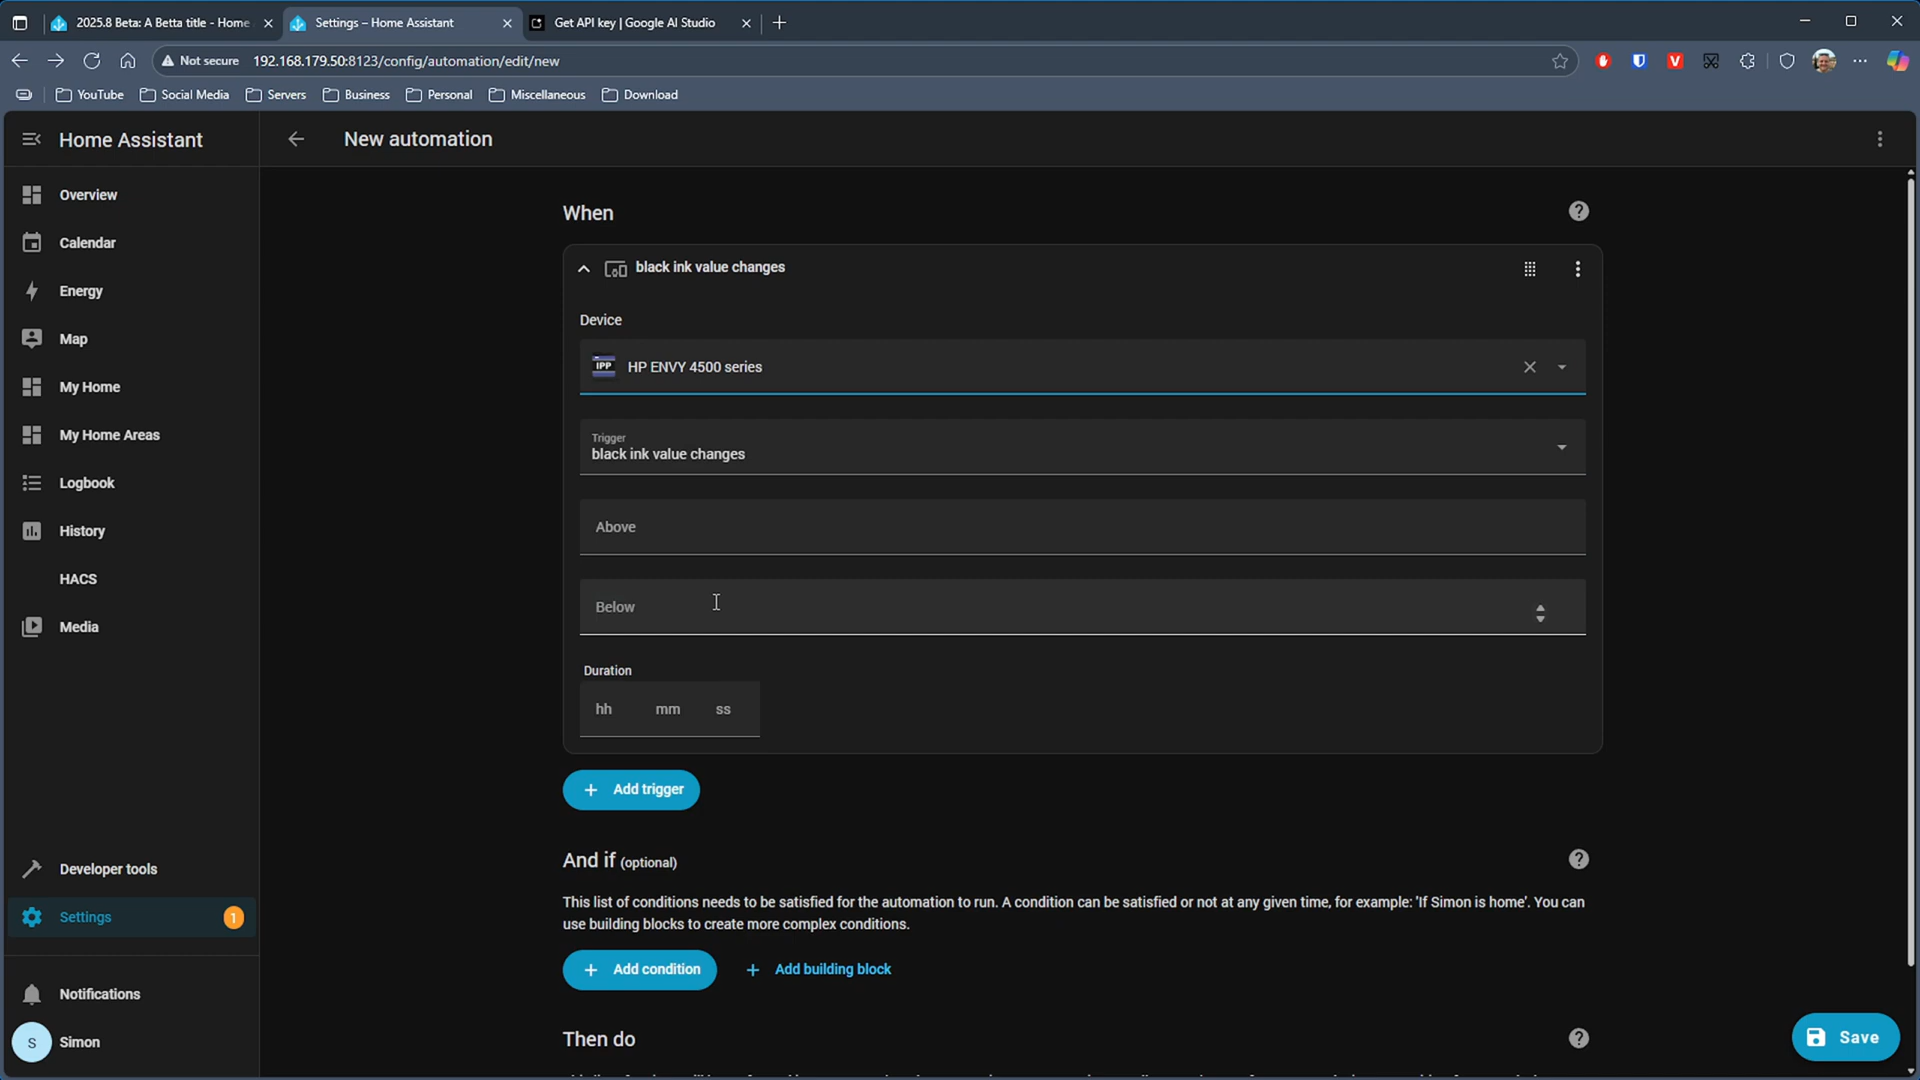 2025.8 Beta: A Betta title - Home
Settings – Home Assistant
Get API key | Google AI Studio
Not secure
192.168.179.50:8123/config/automation/edit/new
YouTube
Social Media
Servers
Business
Personal
Miscellaneous
Download
Home Assistant
New automation
Overview
Calendar
Energy
Map
My Home
My Home Areas
Logbook
History
HACS
Media
Developer tools
Settings
1
Notifications
S
Simon
When
black ink value changes
Device
IPP
HP ENVY 4500 series
Trigger
black ink value changes
Above
Below
Duration
hh
mm
ss
Add trigger
And if (optional)
This list of conditions needs to be satisfied for the automation to run. A condition can be satisfied or not at any given time, for example: 'If Simon is home'. You can
use building blocks to create more complex conditions.
Add condition
Add building block
Then do
Save